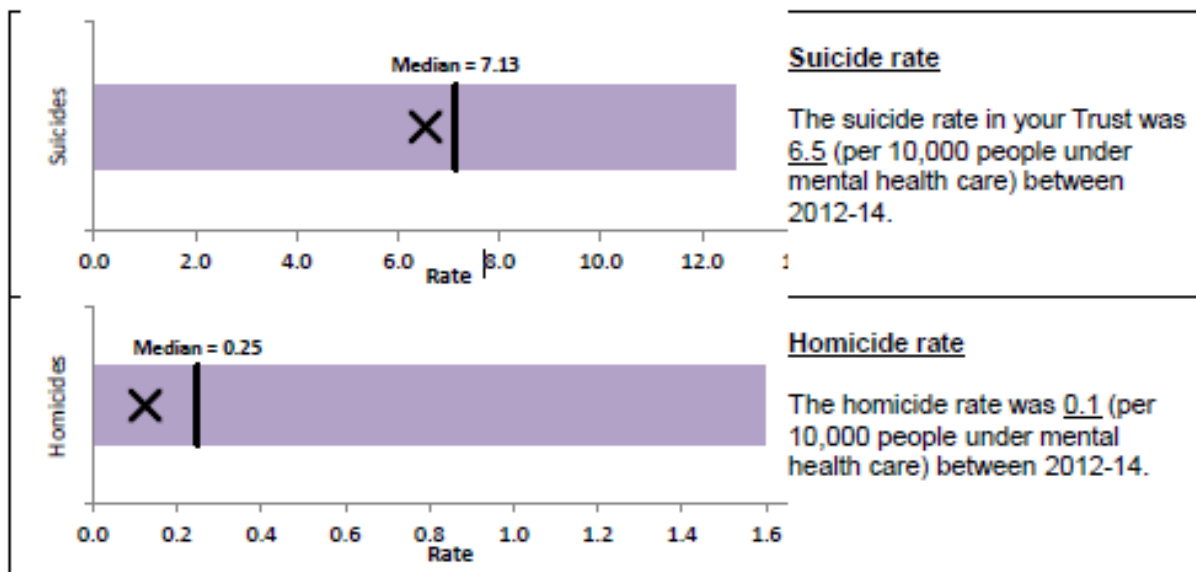 Median = 7.13
Suicides
0.0 2.0 4.0 6.0 8.0 10.0 12.0 1
Rate
Suicide rate
The suicide rate in your Trust was
6.5 (per 10,000 people under
mental health care) between
2012-14.
Median = 0.25
Homicides
0.0 0.2 0.4 0.6 0.8 1.0 1.2 1.4 1.6
Rate
Homicide rate
The homicide rate was 0.1 (per
10,000 people under mental
health care) between 2012-14.